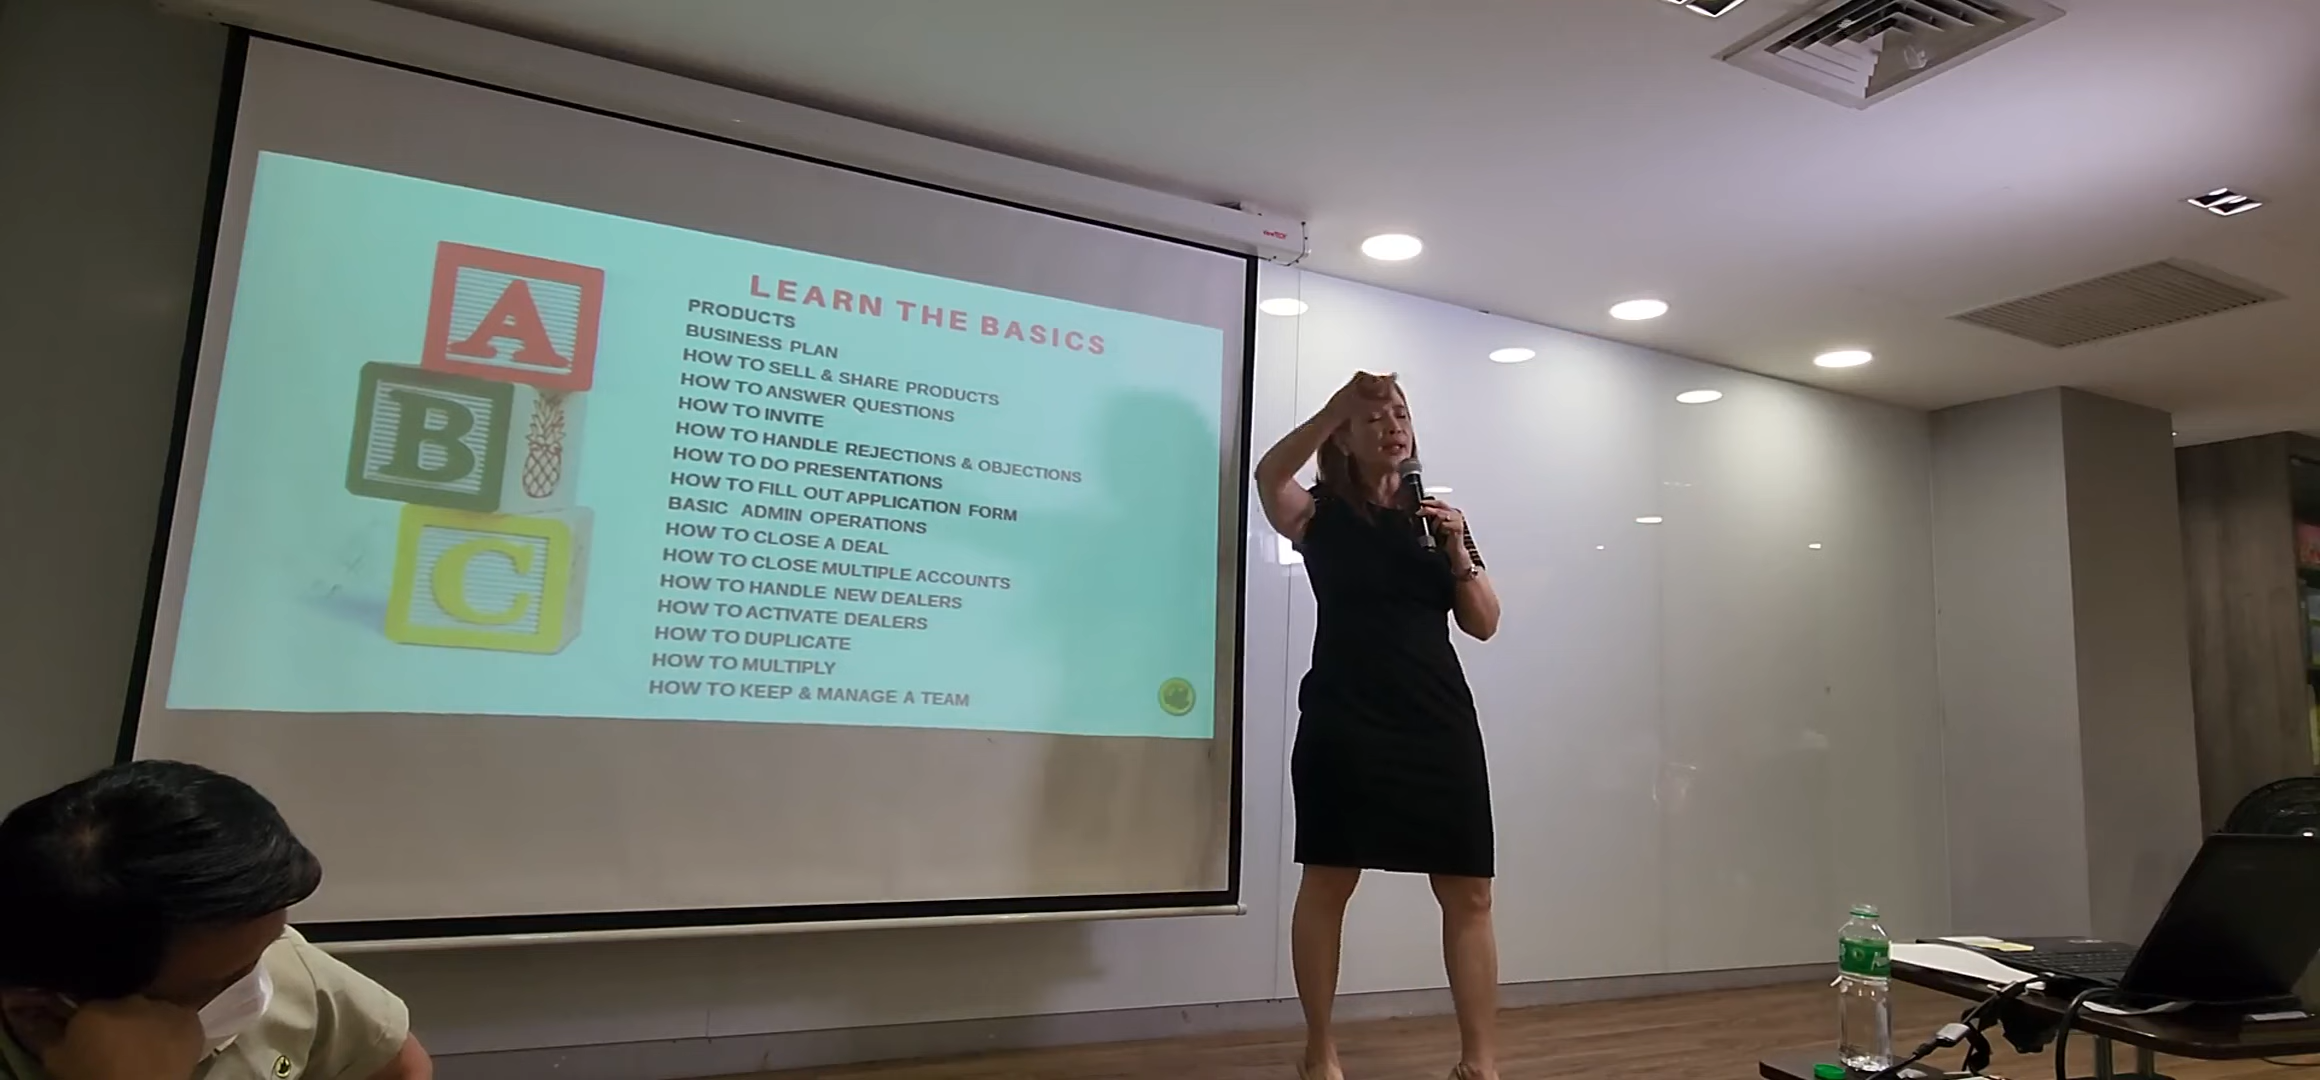 A
B
C
LEARN THE BASICS
PRODUCTS
BUSINESS PLAN
HOW TO SELL & SHARE PRODUCTS
HOW TO ANSWER QUESTIONS
HOW TO INVITE
HOW TO HANDLE REJECTIONS & OBJECTIONS
HOW TO DO PRESENTATIONS
HOW TO FILL OUT APPLICATION FORM
BASIC ADMIN OPERATIONS
HOW TO CLOSE A DEAL
HOW TO CLOSE MULTIPLE ACCOUNTS
HOW TO HANDLE NEW DEALERS
HOW TO ACTIVATE DEALERS
HOW TO DUPLICATE
HOW TO MULTIPLY
HOW TO KEEP & MANAGE A TEAM